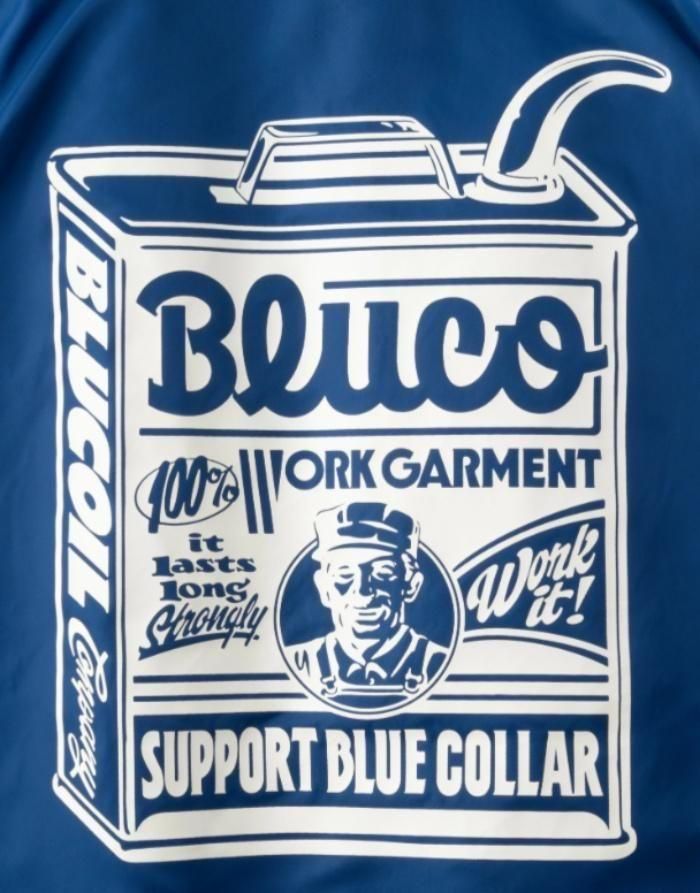 Bluco
100% WORK GARMENT
it
lasts
long
Strongly.
Work
it!
SUPPORT BLUE COLLAR
BLUCOIL Company